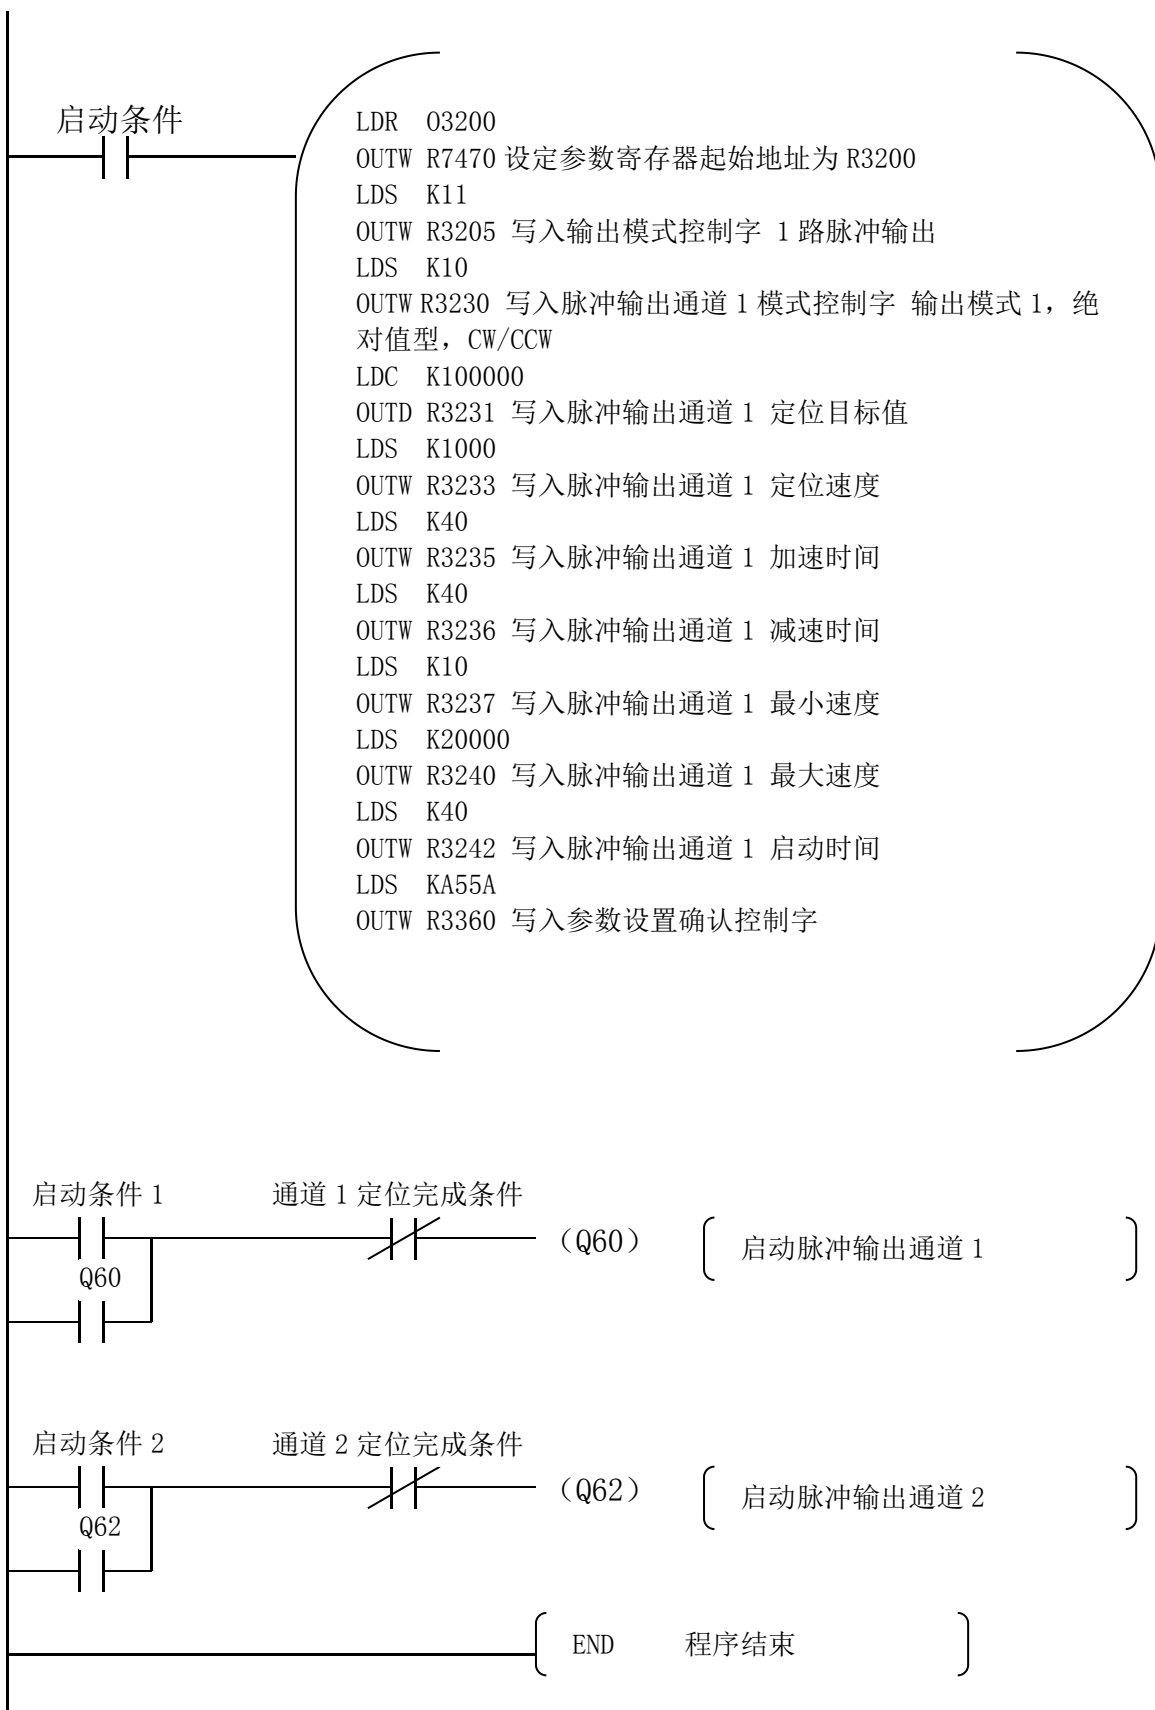 启动条件
LDR O3200
OUTW R7470 设定参数寄存器起始地址为 R3200
LDS K11
OUTW R3205 写入输出模式控制字 1 路脉冲输出
LDS K10
OUTW R3230 写入脉冲输出通道 1 模式控制字 输出模式 1，绝
对值型，CW/CCW
LDC K100000
OUTD R3231 写入脉冲输出通道 1 定位目标值
LDS K1000
OUTW R3233 写入脉冲输出通道 1 定位速度
LDS K40
OUTW R3235 写入脉冲输出通道 1 加速时间
LDS K40
OUTW R3236 写入脉冲输出通道 1 减速时间
LDS K10
OUTW R3237 写入脉冲输出通道 1 最小速度
LDS K20000
OUTW R3240 写入脉冲输出通道 1 最大速度
LDS K40
OUTW R3242 写入脉冲输出通道 1 启动时间
LDS KA55A
OUTW R3360 写入参数设置确认控制字
启动条件 1 通道 1 定位完成条件
（Q60） 启动脉冲输出通道 1
Q60
启动条件 2 通道 2 定位完成条件
（Q62） 启动脉冲输出通道 2
Q62
END 程序结束